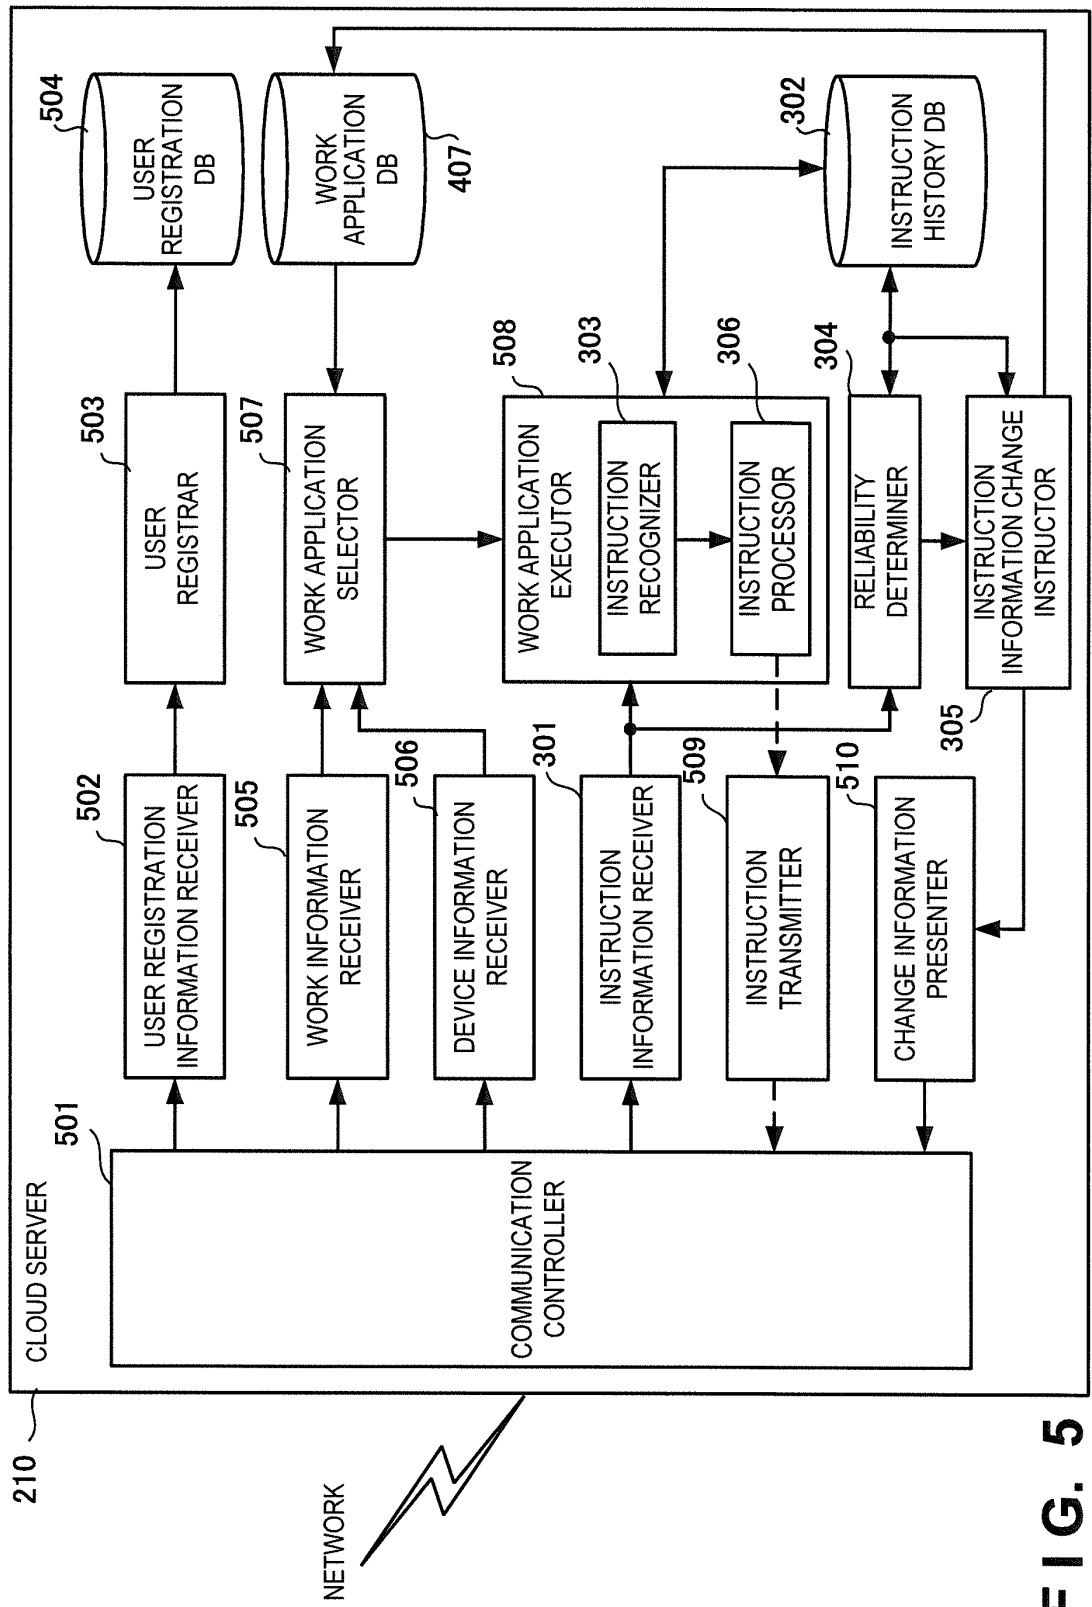 210
CLOUD SERVER
NETWORK
501
COMMUNICATION
CONTROLLER
502
USER REGISTRATION
INFORMATION RECEIVER
503
USER
REGISTRAR
504
USER
REGISTRATION
DB
505
WORK INFORMATION
RECEIVER
507
WORK APPLICATION
SELECTOR
WORK
APPLICATION
DB
407
506
DEVICE INFORMATION
RECEIVER
508
WORK APPLICATION
EXECUTOR
303
INSTRUCTION
RECOGNIZER
306
INSTRUCTION
PROCESSOR
301
INSTRUCTION
INFORMATION RECEIVER
302
INSTRUCTION
HISTORY DB
509
INSTRUCTION
TRANSMITTER
304
RELIABILITY
DETERMINER
510
CHANGE INFORMATION
PRESENTER
305
INSTRUCTION
INFORMATION CHANGE
INSTRUCTOR
FIG. 5